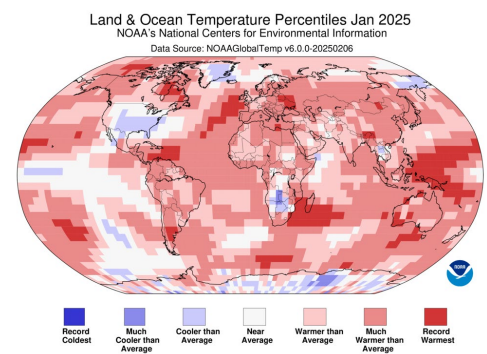 Land & Ocean Temperature Percentiles Jan 2025
NOAA's National Centers for Environmental Information
Data Source: NOAAGlobalTemp v6.0.0-20250206
NOAA
Record
Coldest
Much
Cooler than
Average
Cooler than
Average
Near
Average
Warmer than
Average
Much
Warmer than
Average
Record
Warmest